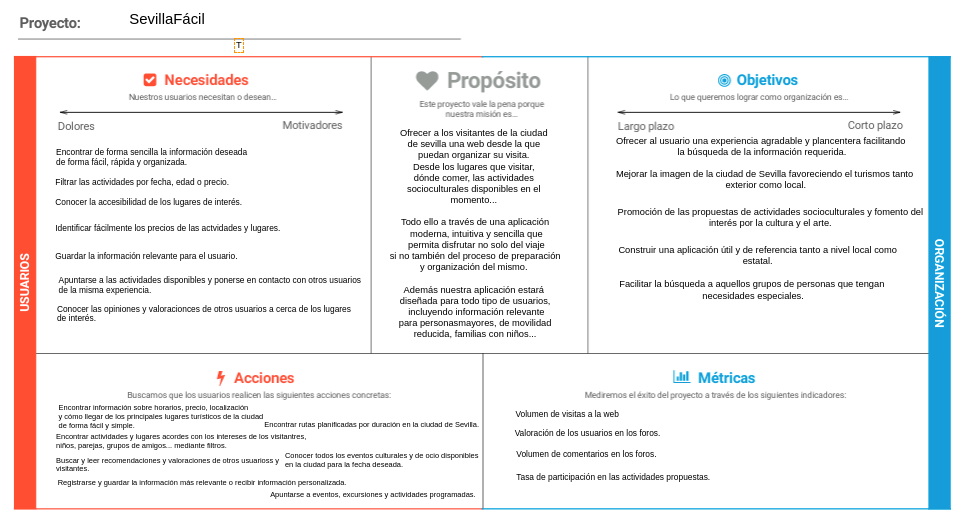 Proyecto:
SevillaFácil
T
Necesidades
Nuestros usuarios necesitan o desean...
Dolores
Motivadores
Encontrar de forma sencilla la información deseada
de forma fácil, rápida y organizada.
Filtrar las actividades por fecha, edad o precio.
Conocer la accesibilidad de los lugares de interés.
Identificar fácilmente los precios de las actvidades y lugares.
Guardar la información relevante para el usuario.
Apuntarse a las actividades disponibles y ponerse en contacto con otros usuarios
de la misma experiencia.
Conocer las opiniones y valoracionces de otros usuarios a cerca de los lugares
de interés.
Propósito
Este proyecto vale la pena porque
nuestra misión es...
Ofrecer a los visitantes de la ciudad
de sevilla una web desde la que
puedan organizar su visita.
Desde los lugares que visitar,
dónde comer, las actividades
socioculturales disponibles en el
momento...
Todo ello a través de una aplicación
moderna, intuitiva y sencilla que
permita disfrutar no solo del viaje
si no también del proceso de preparación
y organización del mismo.
Además nuestra aplicación estará
diseñada para todo tipo de usuarios,
incluyendo información relevante
para personasmayores, de movilidad
reducida, familias con niños...
Objetivos
Lo que queremos lograr como organización es...
Largo plazo
Corto plazo
Ofrecer al usuario una experiencia agradable y plancentera facilitando
la búsqueda de la información requerida.
Mejorar la imagen de la ciudad de Sevilla favoreciendo el turismos tanto
exterior como local.
Promoción de las propuestas de actividades socioculturales y fomento del
interés por la cultura y el arte.
Construir una aplicación útil y de referencia tanto a nivel local como
estatal.
Facilitar la búsqueda a aquellos grupos de personas que tengan
necesidades especiales.
USUARIOS
ORGANIZACIÓN
Acciones
Buscamos que los usuarios realicen las siguientes acciones concretas:
Encontrar información sobre horarios, precio, localización
y cómo llegar de los principales lugares turísticos de la ciudad
de forma fácil y simple.
Encontrar rutas planificadas por duración en la ciudad de Sevilla.
Encontrar actividades y lugares acordes con los intereses de los visitantres,
niños, parejas, grupos de amigos... mediante filtros.
Buscar y leer recomendaciones y valoraciones de otros usuarioss y
visitantes.
Conocer todos los eventos culturales y de ocio disponibles
en la ciudad para la fecha deseada.
Registrarse y guardar la información más relevante o recibir información personalizada.
Apuntarse a eventos, excursiones y actividades programadas.
Métricas
Mediremos el éxito del proyecto a través de los siguientes indicadores:
Volumen de visitas a la web
Valoración de los usuarios en los foros.
Volumen de comentarios en los foros.
Tasa de participación en las actividades propuestas.